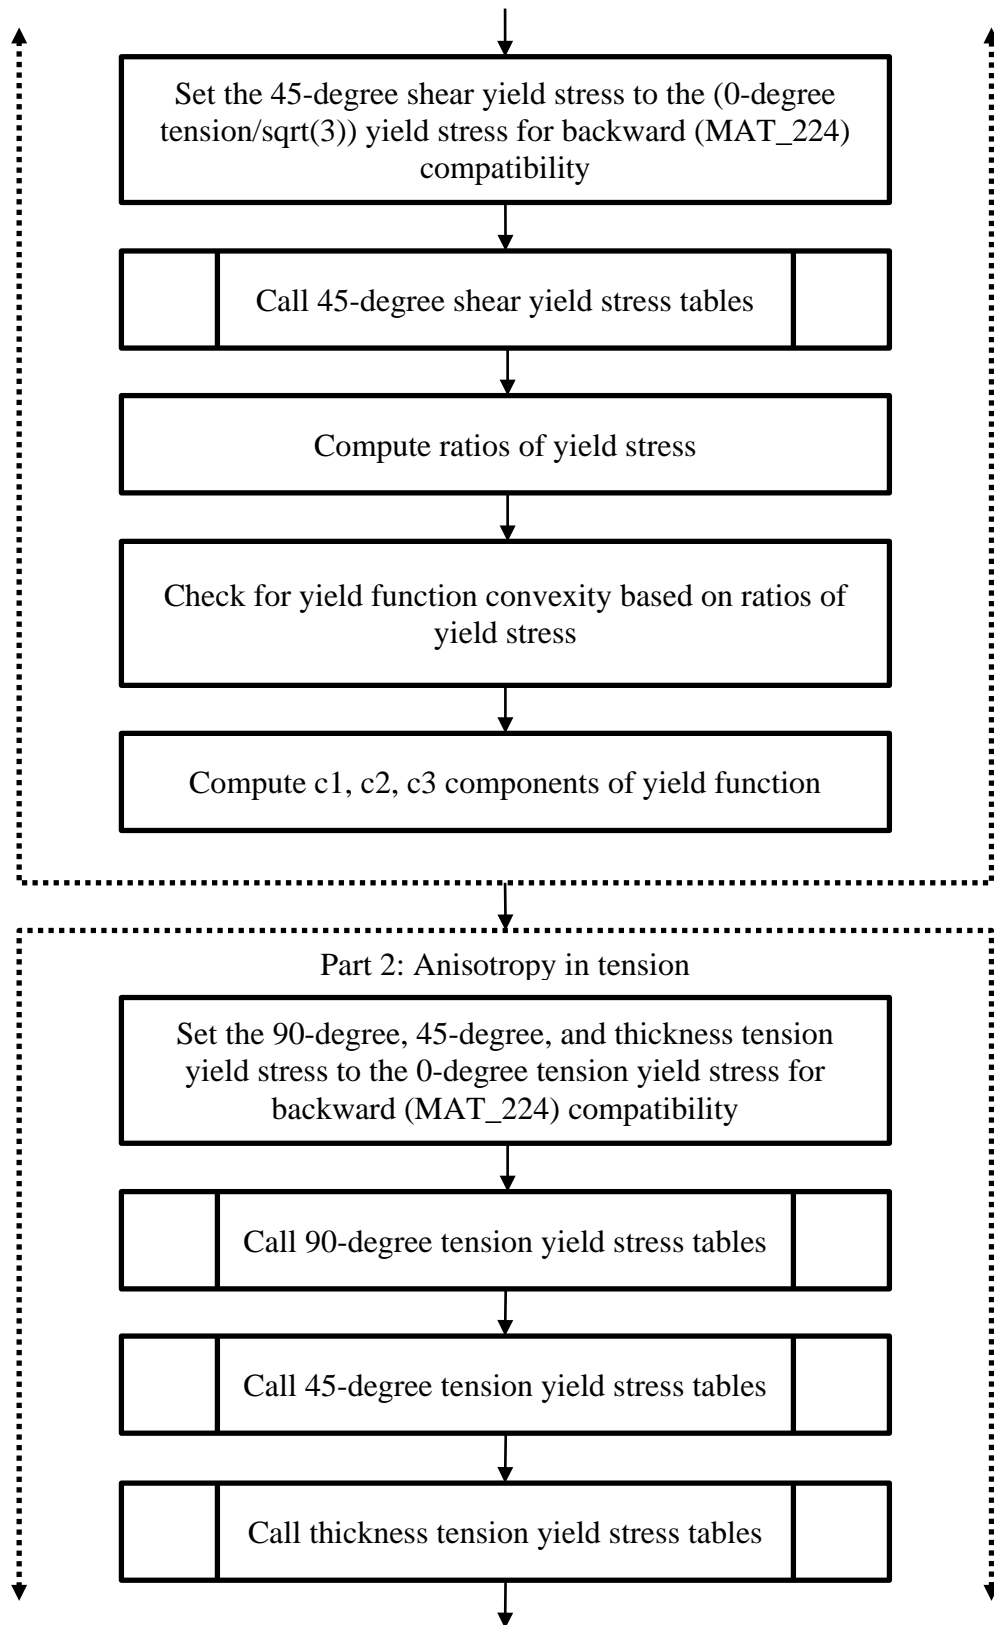 Set the 45-degree shear yield stress to the (0-degree
tension/sqrt(3)) yield stress for backward (MAT_224)
compatibility
Call 45-degree shear yield stress tables
Compute ratios of yield stress
Check for yield function convexity based on ratios of
yield stress
Compute c1, c2, c3 components of yield function
Part 2: Anisotropy in tension
Set the 90-degree, 45-degree, and thickness tension
yield stress to the 0-degree tension yield stress for
backward (MAT_224) compatibility
Call 90-degree tension yield stress tables
Call 45-degree tension yield stress tables
Call thickness tension yield stress tables